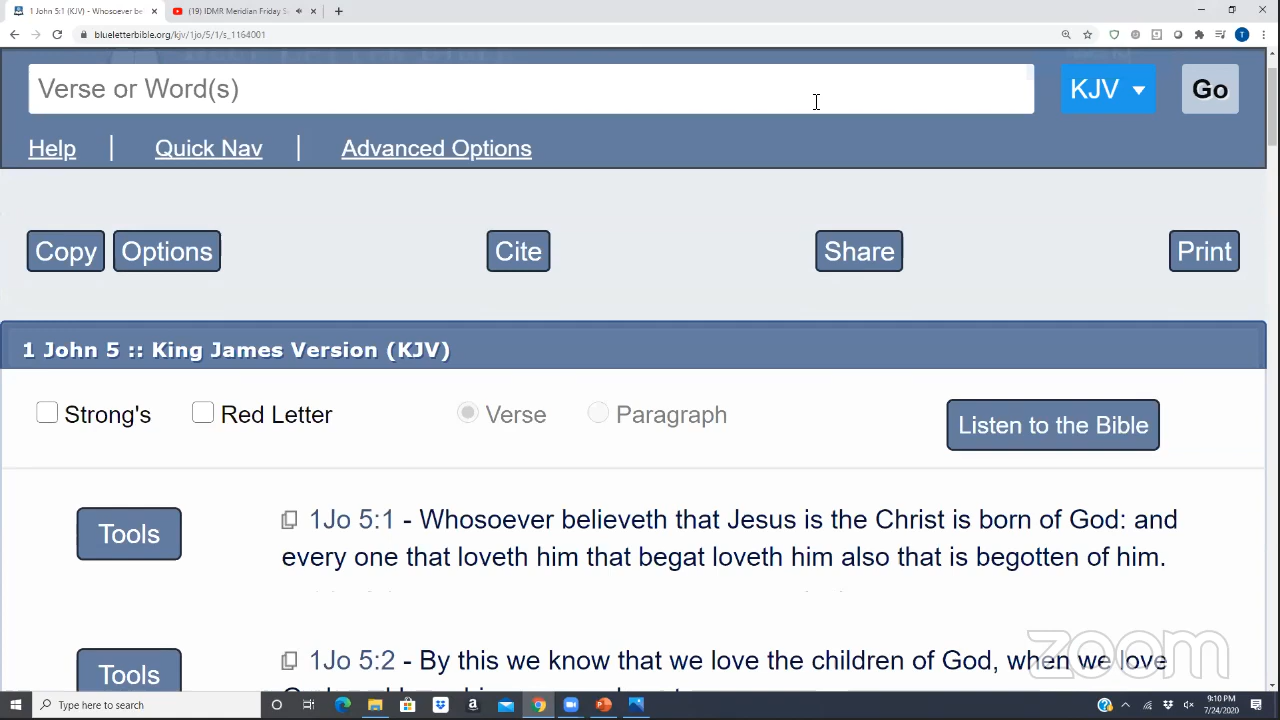 1 John 5:1 (KJV) - Whosoever be
(19) IDMR Meridian Friday S
blueletterbible.org/kjv/1jo/5/1/s_1164001
T
Verse or Word(s)
KJV
Go
Help | Quick Nav | Advanced Options
Copy Options Cite Share Print
1 John 5 :: King James Version (KJV)
Strong's Red Letter Verse Paragraph
Listen to the Bible
Tools
1Jo 5:1 - Whosoever believeth that Jesus is the Christ is born of God: and
every one that loveth him that begat loveth him also that is begotten of him.
Tools
1Jo 5:2 - By this we know that we love the children of God, when we love
zoom
Type here to search
9:10 PM
7/24/2020